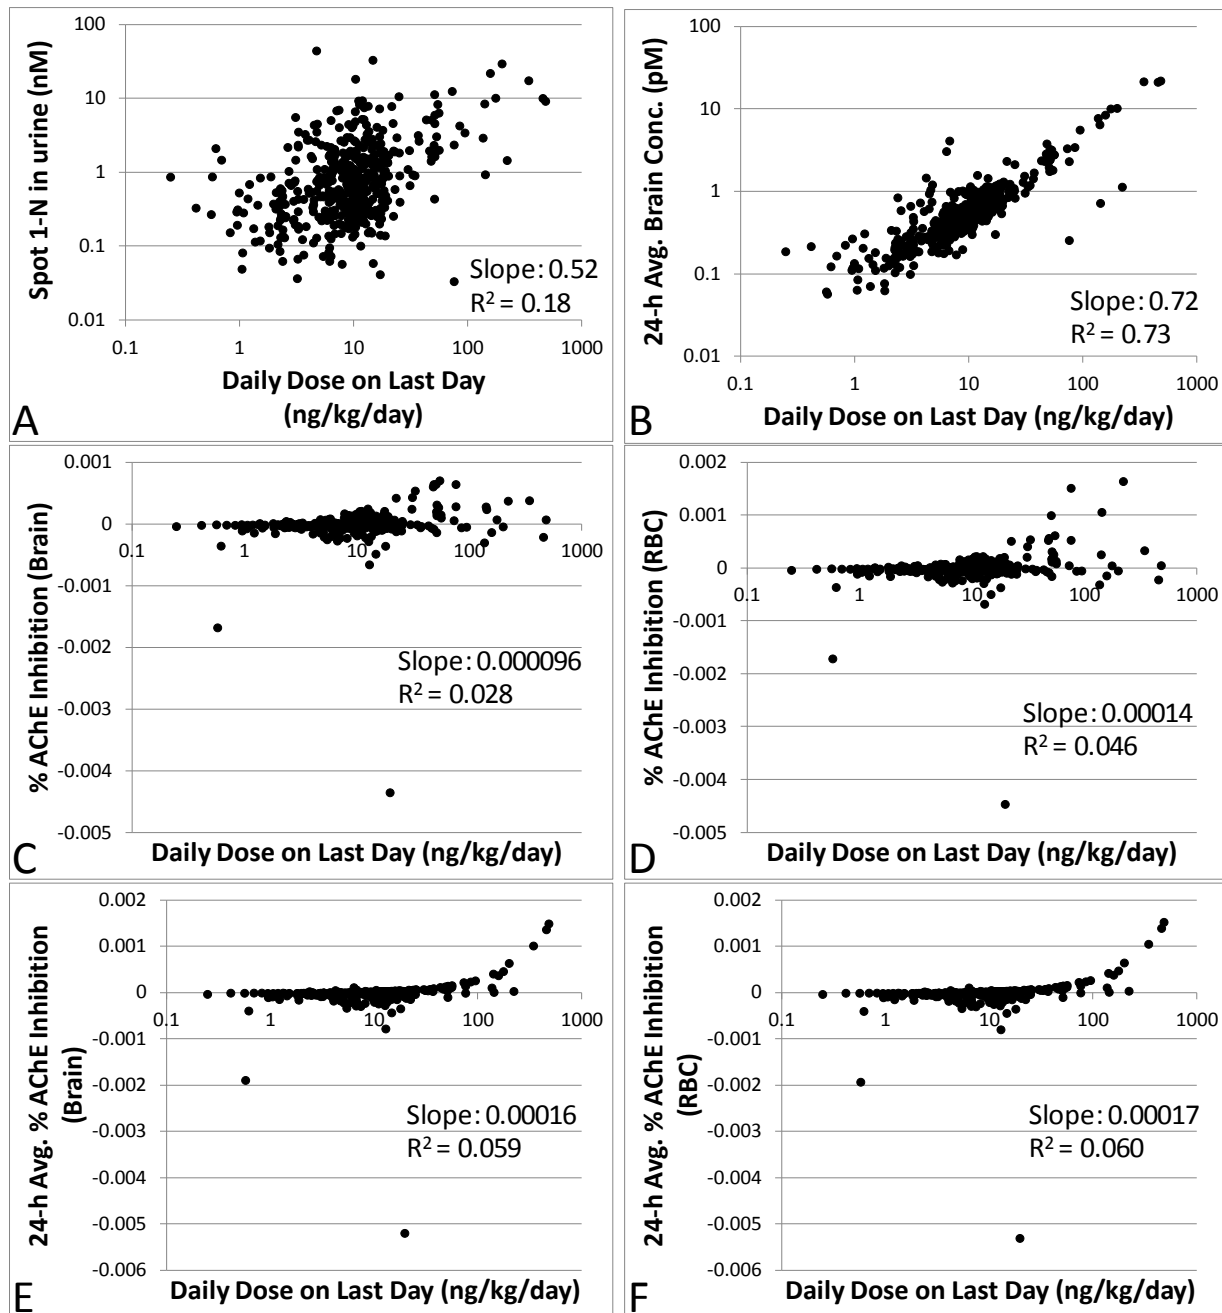 Spot 1-N in urine (nM)
100
10
1
0.1
0.01
0.1 1 10 100 1000
Slope: 0.52
R² = 0.18
Daily Dose on Last Day
(ng/kg/day)
A
24-h Avg. Brain Conc. (pM)
100
10
1
0.1
0.01
0.1 1 10 100 1000
Slope: 0.72
R² = 0.73
Daily Dose on Last Day (ng/kg/day)
B
% AChE Inhibition (Brain)
0.001
0
-0.001
-0.002
-0.003
-0.004
-0.005
0.1 1 10 100 1000
Slope: 0.000096
R² = 0.028
Daily Dose on Last Day (ng/kg/day)
C
% AChE Inhibition (RBC)
0.002
0.001
0
-0.001
-0.002
-0.003
-0.004
-0.005
0.1 1 10 100 1000
Slope: 0.00014
R² = 0.046
Daily Dose on Last Day (ng/kg/day)
D
24-h Avg. % AChE Inhibition
(Brain)
0.002
0.001
0
-0.001
-0.002
-0.003
-0.004
-0.005
-0.006
0.1 1 10 100 1000
Slope: 0.00016
R² = 0.059
Daily Dose on Last Day (ng/kg/day)
E
24-h Avg. % AChE Inhibition
(RBC)
0.002
0.001
0
-0.001
-0.002
-0.003
-0.004
-0.005
-0.006
0.1 1 10 100 1000
Slope: 0.00017
R² = 0.060
Daily Dose on Last Day (ng/kg/day)
F